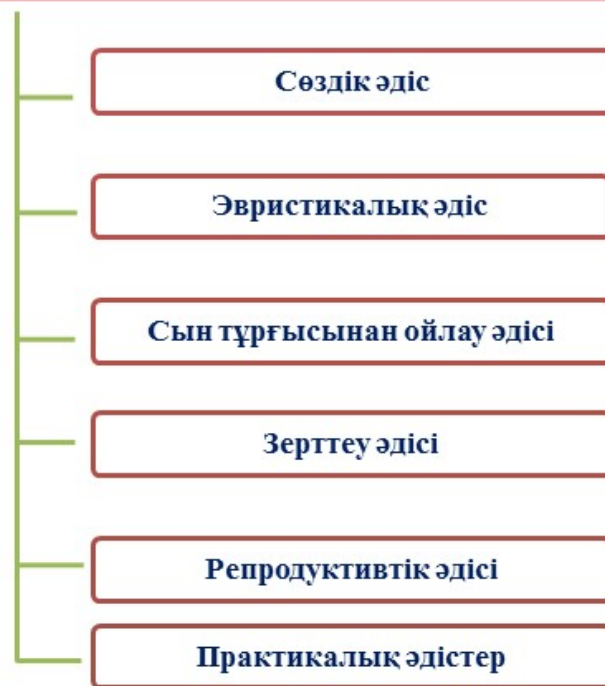 Сөздік әдіс
Эвристикалық әдіс
Сын тұрғысынан ойлау әдісі
Зерттеу әдісі
Репродуктивтік әдісі
Практикалық әдістер